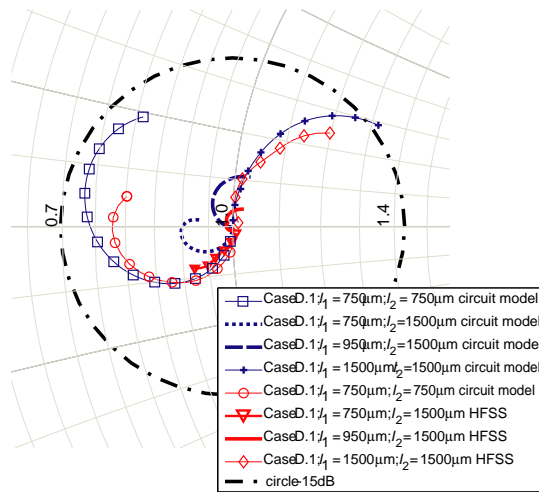 0.7
1.0
1.4
CaseD.1:l1 = 750μm;l2 = 750μm circuit model
CaseD.1:l1 = 750μm;l2=1500μm circuit model
CaseD.1:l1 = 950μm;l2=1500μm circuit model
CaseD.1:l1 = 1500μm;l2=1500μm circuit model
CaseD.1:l1 = 750μm;l2 = 750μm circuit model
CaseD.1:l1 = 750μm;l2 = 1500μm HFSS
CaseD.1:l1 = 950μm;l2 = 1500μm HFSS
CaseD.1:l1 = 1500μm;l2=1500μm HFSS
circle-15dB